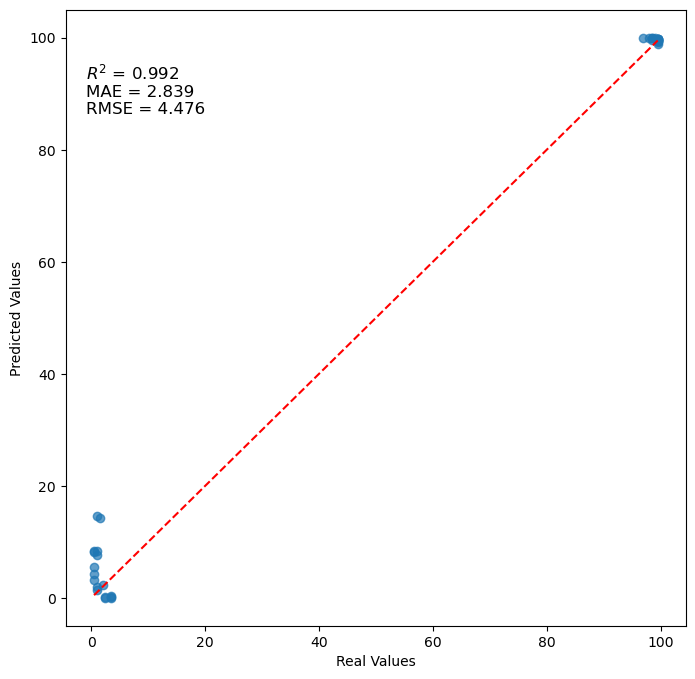 100
80
60
40
20
0
Predicted Values
R² = 0.992
MAE = 2.839
RMSE = 4.476
0 20 40 60 80 100
Real Values